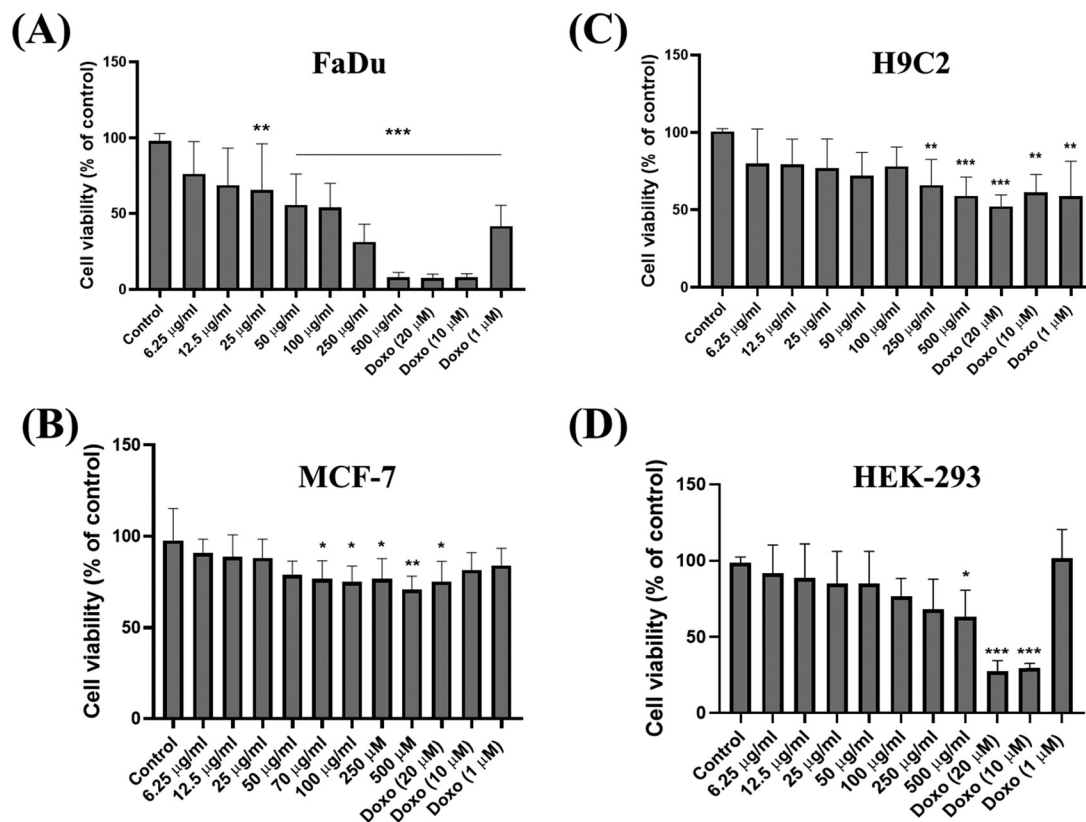 (A)
FaDu
Cell viability (% of control)
150
100
50
0
**
***
Control
6.25 µg/ml
12.5 µg/ml
25 µg/ml
50 µg/ml
100 µg/ml
250 µg/ml
500 µg/ml
Doxo (20 µM)
Doxo (10 µM)
Doxo (1 µM)
(C)
H9C2
Cell viability (% of control)
150
100
50
0
**
***
***
**
**
Control
6.25 µg/ml
12.5 µg/ml
25 µg/ml
50 µg/ml
100 µg/ml
250 µg/ml
500 µg/ml
Doxo (20 µM)
Doxo (10 µM)
Doxo (1 µM)
(B)
MCF-7
Cell viability (% of control)
150
100
50
0
*
*
*
**
*
Control
6.25 µg/ml
12.5 µg/ml
25 µg/ml
50 µg/ml
70 µg/ml
100 µg/ml
250 µM
500 µM
Doxo (20 µM)
Doxo (10 µM)
Doxo (1 µM)
(D)
HEK-293
Cell viability (% of control)
150
100
50
0
*
***
***
Control
6.25 µg/ml
12.5 µg/ml
25 µg/ml
50 µg/ml
100 µg/ml
250 µg/ml
500 µg/ml
Doxo (20 µM)
Doxo (10 µM)
Doxo (1 µM)